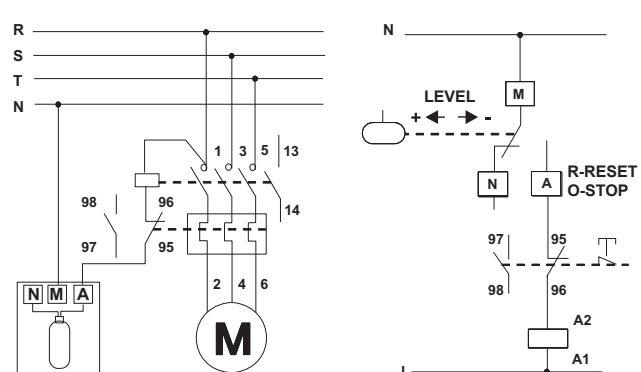 R
S
T
N
1 3 5 13
14
98 96
97 95
N M A
2 4 6
M
N
M
LEVEL
+ -
N A R-RESET
O-STOP
97 95
98 96
A2
A1
L